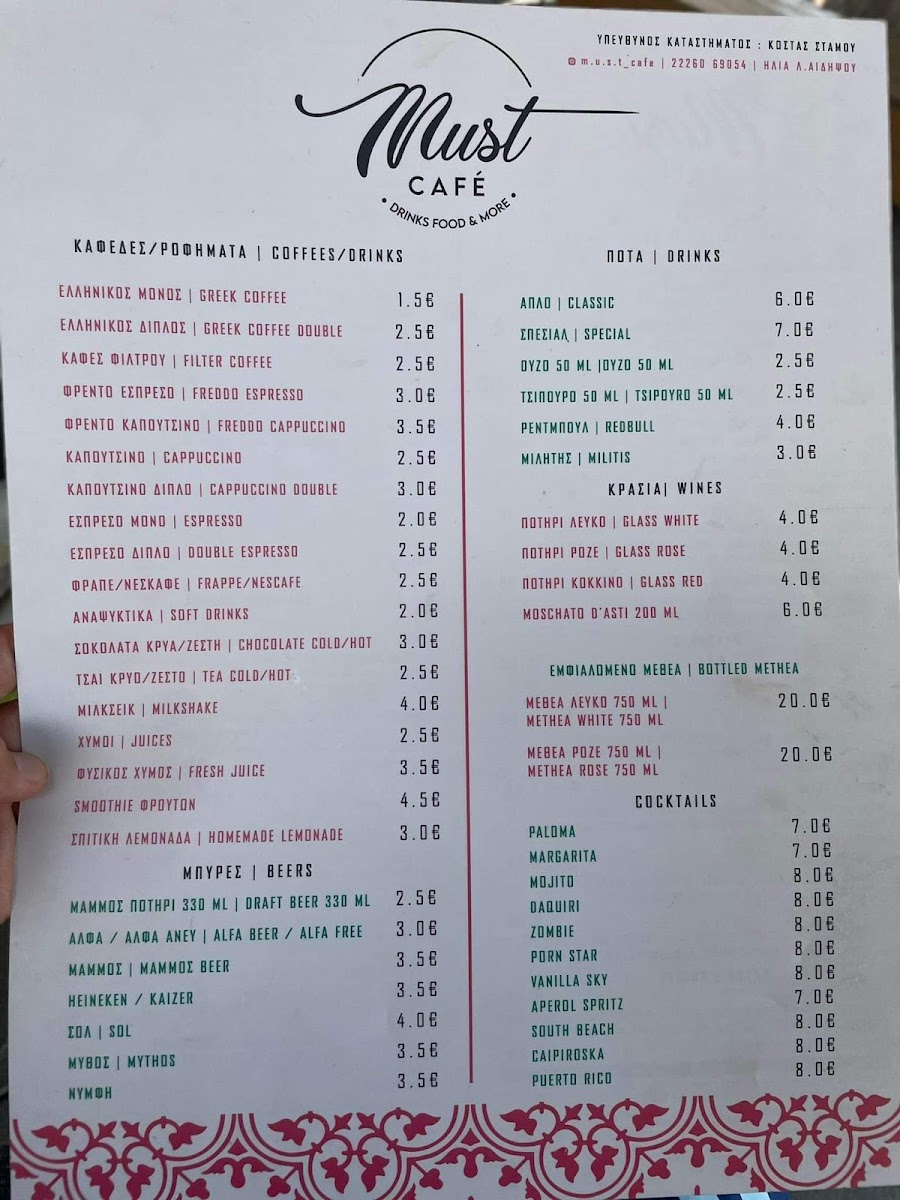 ΥΠΕΥΘΥΝΟΣ ΚΑΤΑΣΤΗΜΑΤΟΣ : ΚΩΣΤΑΣ ΣΤΑΜΟΥ
m.u.s.t_cafe | 22260 69054 | ΗΛΙΑ Λ.ΑΙΔΗΨΟΥ
Must
CAFÉ
• DRINKS FOOD & MORE •
ΚΑΦΕΔΕΣ/ΡΟΦΗΜΑΤΑ | COFFEES/DRINKS
ΕΛΛΗΝΙΚΟΣ ΜΟΝΟΣ | GREEK COFFEE 1.5€
ΕΛΛΗΝΙΚΟΣ ΔΙΠΛΟΣ | GREEK COFFEE DOUBLE 2.5€
ΚΑΦΕΣ ΦΙΛΤΡΟΥ | FILTER COFFEE 2.5€
ΦΡΕΝΤΟ ΕΣΠΡΕΣΟ | FREDDO ESPRESSO 3.0€
ΦΡΕΝΤΟ ΚΑΠΟΥΤΣΙΝΟ | FREDDO CAPPUCCINO 3.5€
ΚΑΠΟΥΤΣΙΝΟ | CAPPUCCINO 2.5€
ΚΑΠΟΥΤΣΙΝΟ ΔΙΠΛΟ | CAPPUCCINO DOUBLE 3.0€
ΕΣΠΡΕΣΟ ΜΟΝΟ | ESPRESSO 2.0€
ΕΣΠΡΕΣΟ ΔΙΠΛΟ | DOUBLE ESPRESSO 2.5€
ΦΡΑΠΕ/ΝΕΣΚΑΦΕ | FRAPPE/NESCAFE 2.5€
ΑΝΑΨΥΚΤΙΚΑ | SOFT DRINKS 2.0€
ΣΟΚΟΛΑΤΑ ΚΡΥΑ/ΖΕΣΤΗ | CHOCOLATE COLD/HOT 3.0€
ΤΣΑΙ ΚΡΥΟ/ΖΕΣΤΟ | TEA COLD/HOT 2.5€
ΜΙΛΚΣΕΙΚ | MILKSHAKE 4.0€
ΧΥΜΟΙ | JUICES 2.5€
ΦΥΣΙΚΟΣ ΧΥΜΟΣ | FRESH JUICE 3.5€
SMOOTHIE ΦΡΟΥΤΩΝ 4.5€
ΣΠΙΤΙΚΗ ΛΕΜΟΝΑΔΑ | HOMEMADE LEMONADE 3.0€
ΜΠΥΡΕΣ | BEERS
ΜΑΜΜΟΣ ΠΟΤΗΡΙ 330 ML | DRAFT BEER 330 ML 2.5€
ΑΛΦΑ / ΑΛΦΑ ΑΝΕΥ | ALFA BEER / ALFA FREE 3.0€
ΜΑΜΜΟΣ | ΜΑΜΜΟΣ BEER 3.5€
HEINEKEN / KAIZER 3.5€
ΣΟΛ | SOL 4.0€
ΜΥΘΟΣ | MYTHOS 3.5€
ΝΥΜΦΗ 3.5€
ΠΟΤΑ | DRINKS
ΑΠΛΟ | CLASSIC 6.0€
ΣΠΕΣΙΑΛ | SPECIAL 7.0€
ΟΥΖΟ 50 ML |ΟΥΖΟ 50 ML 2.5€
ΤΣΙΠΟΥΡΟ 50 ML | TSIPOYRO 50 ML 2.5€
ΡΕΝΤΜΠΟΥΛ | REDBULL 4.0€
ΜΙΛΗΤΗΣ | MILITIS 3.0€
ΚΡΑΣΙΑ| WINES
ΠΟΤΗΡΙ ΛΕΥΚΟ | GLASS WHITE 4.0€
ΠΟΤΗΡΙ ΡΟΖΕ | GLASS ROSE 4.0€
ΠΟΤΗΡΙ ΚΟΚΚΙΝΟ | GLASS RED 4.0€
MOSCHATO D'ASTI 200 ML 6.0€
ΕΜΦΙΑΛΩΜΕΝΟ ΜΕΘΕΑ | BOTTLED METHEA
ΜΕΘΕΑ ΛΕΥΚΟ 750 ML | 20.0€
METHEA WHITE 750 ML
ΜΕΘΕΑ ΡΟΖΕ 750 ML | 20.0€
METHEA ROSE 750 ML
COCKTAILS
PALOMA 7.0€
MARGARITA 7.0€
MOJITO 8.0€
DAQUIRI 8.0€
ZOMBIE 8.0€
PORN STAR 8.0€
VANILLA SKY 8.0€
APEROL SPRITZ 7.0€
SOUTH BEACH 8.0€
CAIPIROSKA 8.0€
PUERTO RICO 8.0€